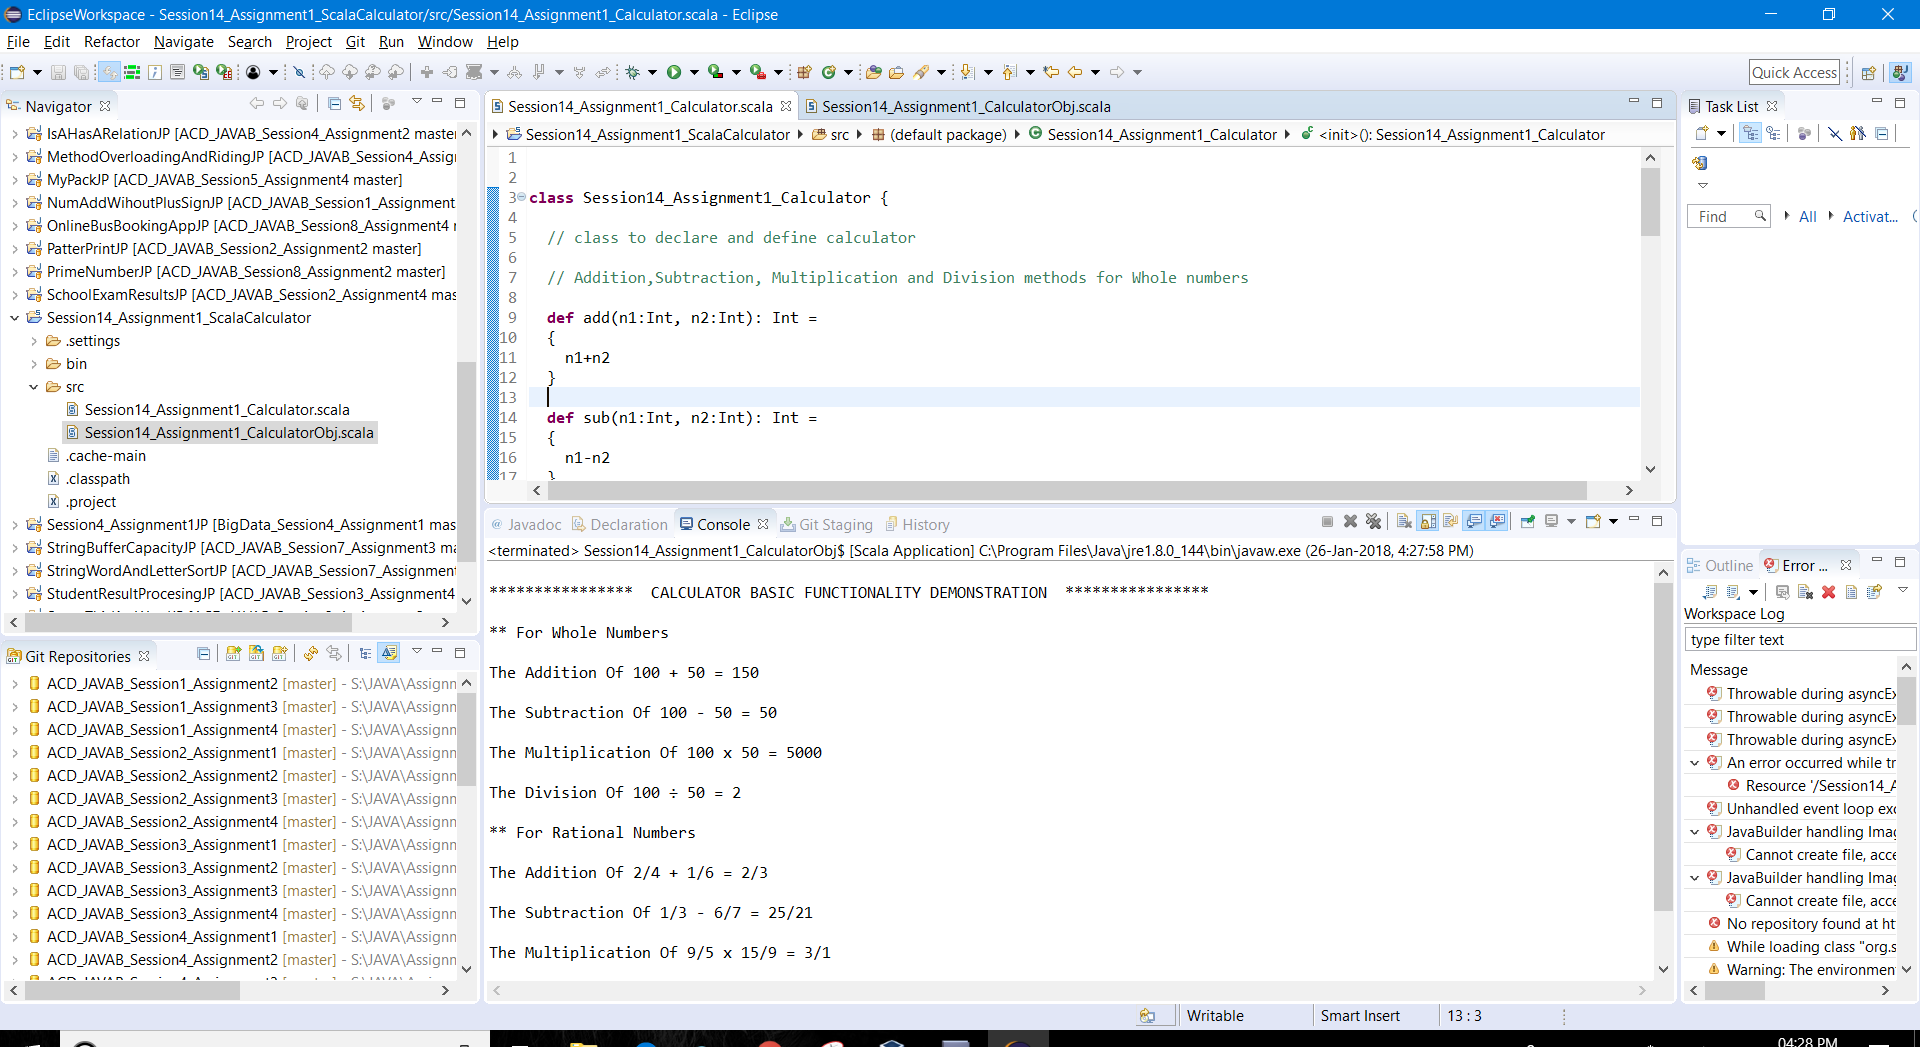 EclipseWorkspace - Session14_Assignment1_ScalaCalculator/src/Session14_Assignment1_Calculator.scala - Eclipse
File Edit Refactor Navigate Search Project Git Run Window Help
Quick Access
Navigator
IsAHasARelationJP [ACD_JAVAB_Session4_Assignment2 master
MethodOverloadingAndRidingJP [ACD_JAVAB_Session4_Assigr
MyPackJP [ACD_JAVAB_Session5_Assignment4 master]
NumAddWihoutPlusSignJP [ACD_JAVAB_Session1_Assignment
OnlineBusBookingAppJP [ACD_JAVAB_Session8_Assignment4
PatterPrintJP [ACD_JAVAB_Session2_Assignment2 master]
PrimeNumberJP [ACD_JAVAB_Session8_Assignment2 master]
SchoolExamResultsJP [ACD_JAVAB_Session2_Assignment4 mas
Session14_Assignment1_ScalaCalculator
.settings
bin
src
Session14_Assignment1_Calculator.scala
Session14_Assignment1_CalculatorObj.scala
.cache-main
.classpath
.project
Session4_Assignment1JP [BigData_Session4_Assignment1 mas
StringBufferCapacityJP [ACD_JAVAB_Session7_Assignment3 ma
StringWordAndLetterSortJP [ACD_JAVAB_Session7_Assignment
StudentResultProcesingJP [ACD_JAVAB_Session3_Assignment4
Git Repositories
ACD_JAVAB_Session1_Assignment2 [master] - S:\JAVA\Assignn
ACD_JAVAB_Session1_Assignment3 [master] - S:\JAVA\Assignn
ACD_JAVAB_Session1_Assignment4 [master] - S:\JAVA\Assignn
ACD_JAVAB_Session2_Assignment1 [master] - S:\JAVA\Assignn
ACD_JAVAB_Session2_Assignment2 [master] - S:\JAVA\Assignn
ACD_JAVAB_Session2_Assignment3 [master] - S:\JAVA\Assignn
ACD_JAVAB_Session2_Assignment4 [master] - S:\JAVA\Assignn
ACD_JAVAB_Session3_Assignment1 [master] - S:\JAVA\Assignn
ACD_JAVAB_Session3_Assignment2 [master] - S:\JAVA\Assignn
ACD_JAVAB_Session3_Assignment3 [master] - S:\JAVA\Assignn
ACD_JAVAB_Session3_Assignment4 [master] - S:\JAVA\Assignn
ACD_JAVAB_Session4_Assignment1 [master] - S:\JAVA\Assignn
ACD_JAVAB_Session4_Assignment2 [master] - S:\JAVA\Assignn
Session14_Assignment1_Calculator.scala Session14_Assignment1_CalculatorObj.scala
Session14_Assignment1_ScalaCalculator src (default package) Session14_Assignment1_Calculator <init>(): Session14_Assignment1_Calculator
1
2
3 class Session14_Assignment1_Calculator {
4
5 // class to declare and define calculator
6
7 // Addition,Subtraction, Multiplication and Division methods for Whole numbers
8
9 def add(n1:Int, n2:Int): Int =
10 {
11 n1+n2
12 }
13
14 def sub(n1:Int, n2:Int): Int =
15 {
16 n1-n2
17 }
@ Javadoc Declaration Console Git Staging History
<terminated> Session14_Assignment1_CalculatorObj$ [Scala Application] C:\Program Files\Java\jre1.8.0_144\bin\javaw.exe (26-Jan-2018, 4:27:58 PM)
**************** CALCULATOR BASIC FUNCTIONALITY DEMONSTRATION ****************
** For Whole Numbers
The Addition Of 100 + 50 = 150
The Subtraction Of 100 - 50 = 50
The Multiplication Of 100 x 50 = 5000
The Division Of 100 ÷ 50 = 2
** For Rational Numbers
The Addition Of 2/4 + 1/6 = 2/3
The Subtraction Of 1/3 - 6/7 = 25/21
The Multiplication Of 9/5 x 15/9 = 3/1
Task List
Find All Activat...
Outline Error ...
Workspace Log
type filter text
Message
Throwable during asyncEx
Throwable during asyncEx
Throwable during asyncEx
An error occurred while tr
Resource '/Session14_A
Unhandled event loop exc
JavaBuilder handling Imag
Cannot create file, acce
JavaBuilder handling Imag
Cannot create file, acce
No repository found at ht
While loading class "org.s
Warning: The environmen
Writable Smart Insert 13 : 3
04:28 PM